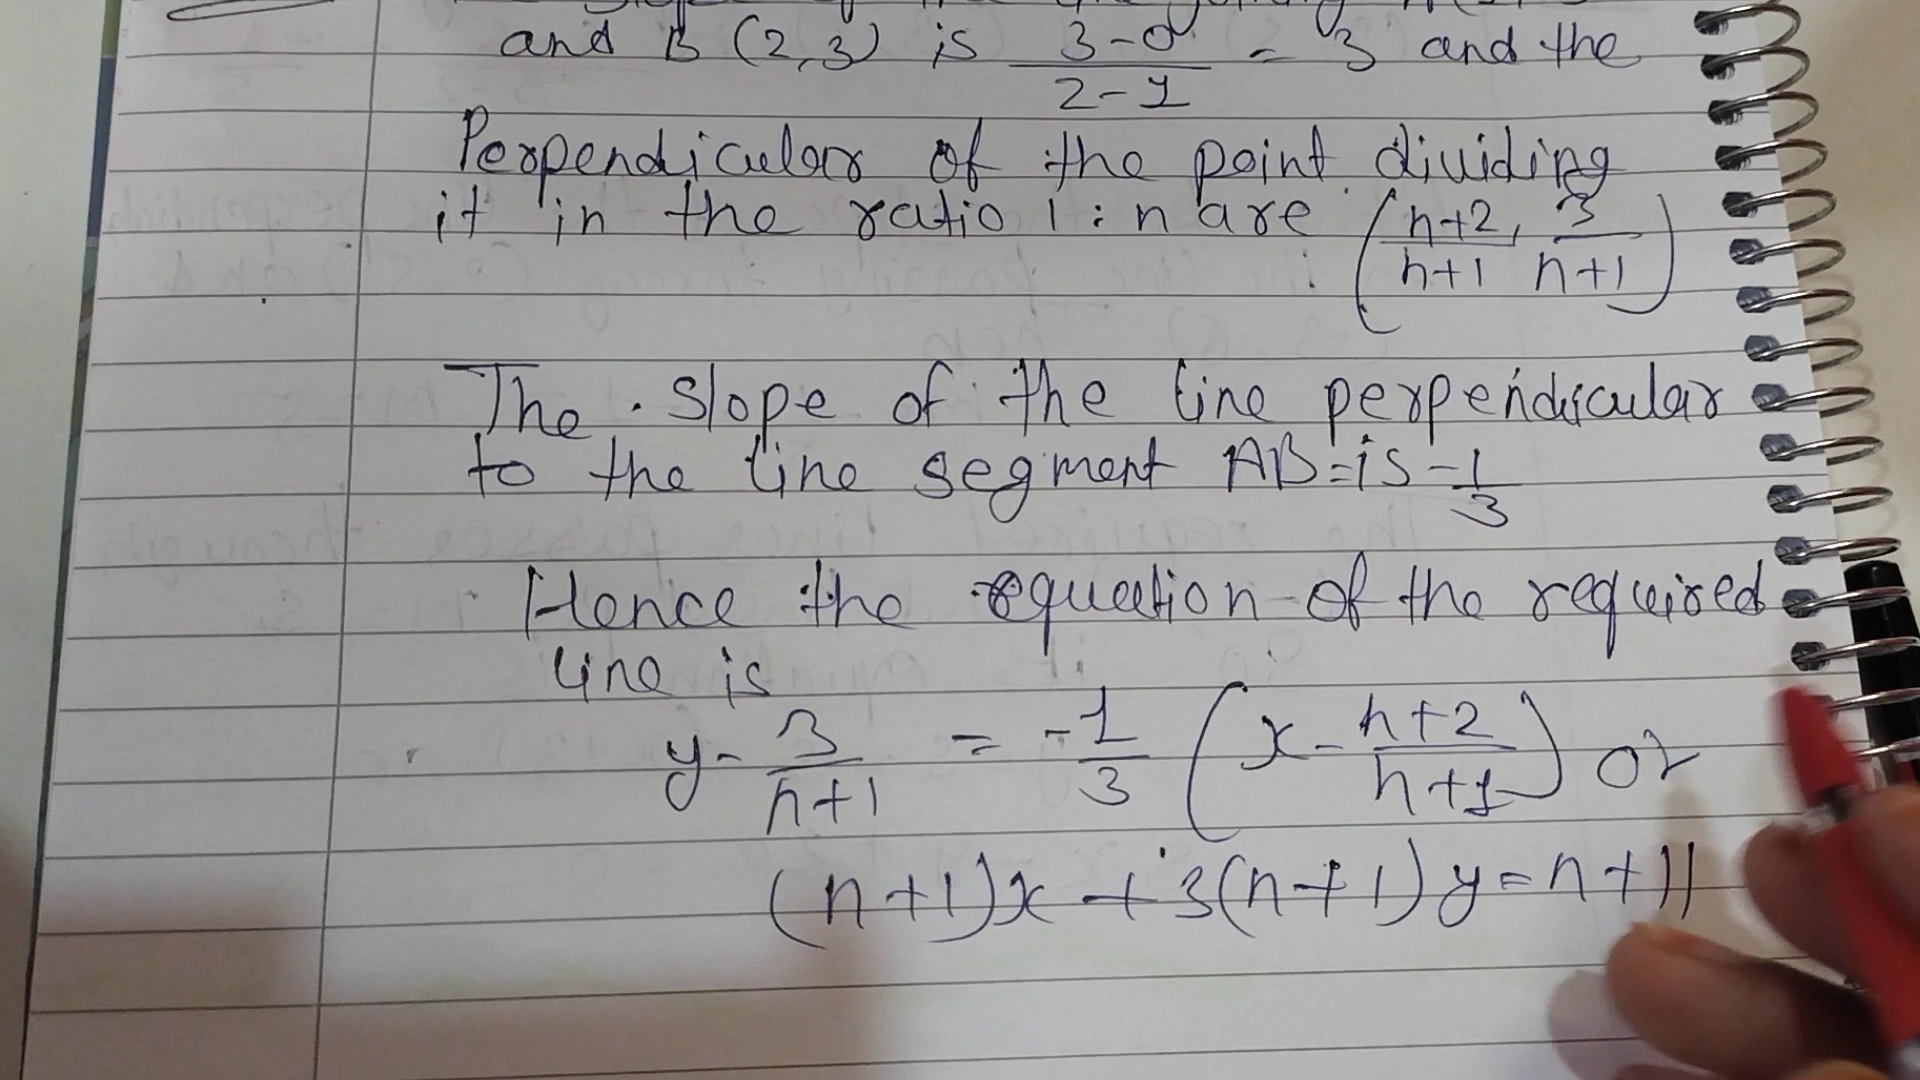 and B (2,3) is 3-0/2-1 = 3 and the
Perpendicular of the point dividing
it in the ratio 1:n are (n+2/n+1, 3/n+1)
The slope of the line perpendicular
to the line segment AB=is -1/3
Hence the equation of the required
line is
y - 3/n+1 = -1/3 (x - n+2/n+1) or
(n+1)x + 3(n+1)y = n+11